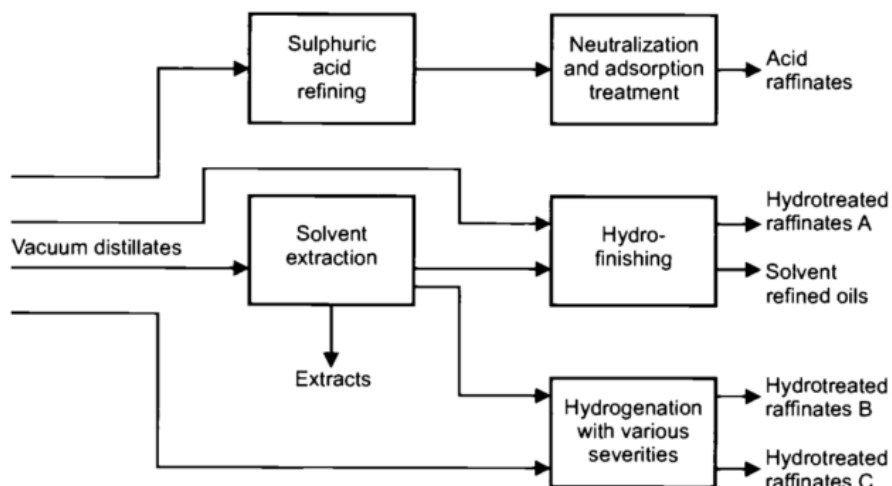 Sulphuric
acid
refining
Neutralization
and adsorption
treatment
Acid
raffinates
Vacuum distillates
Solvent
extraction
Hydro-
finishing
Hydrotreated
raffinates A
Solvent
refined oils
Extracts
Hydrogenation
with various
severities
Hydrotreated
raffinates B
Hydrotreated
raffinates C